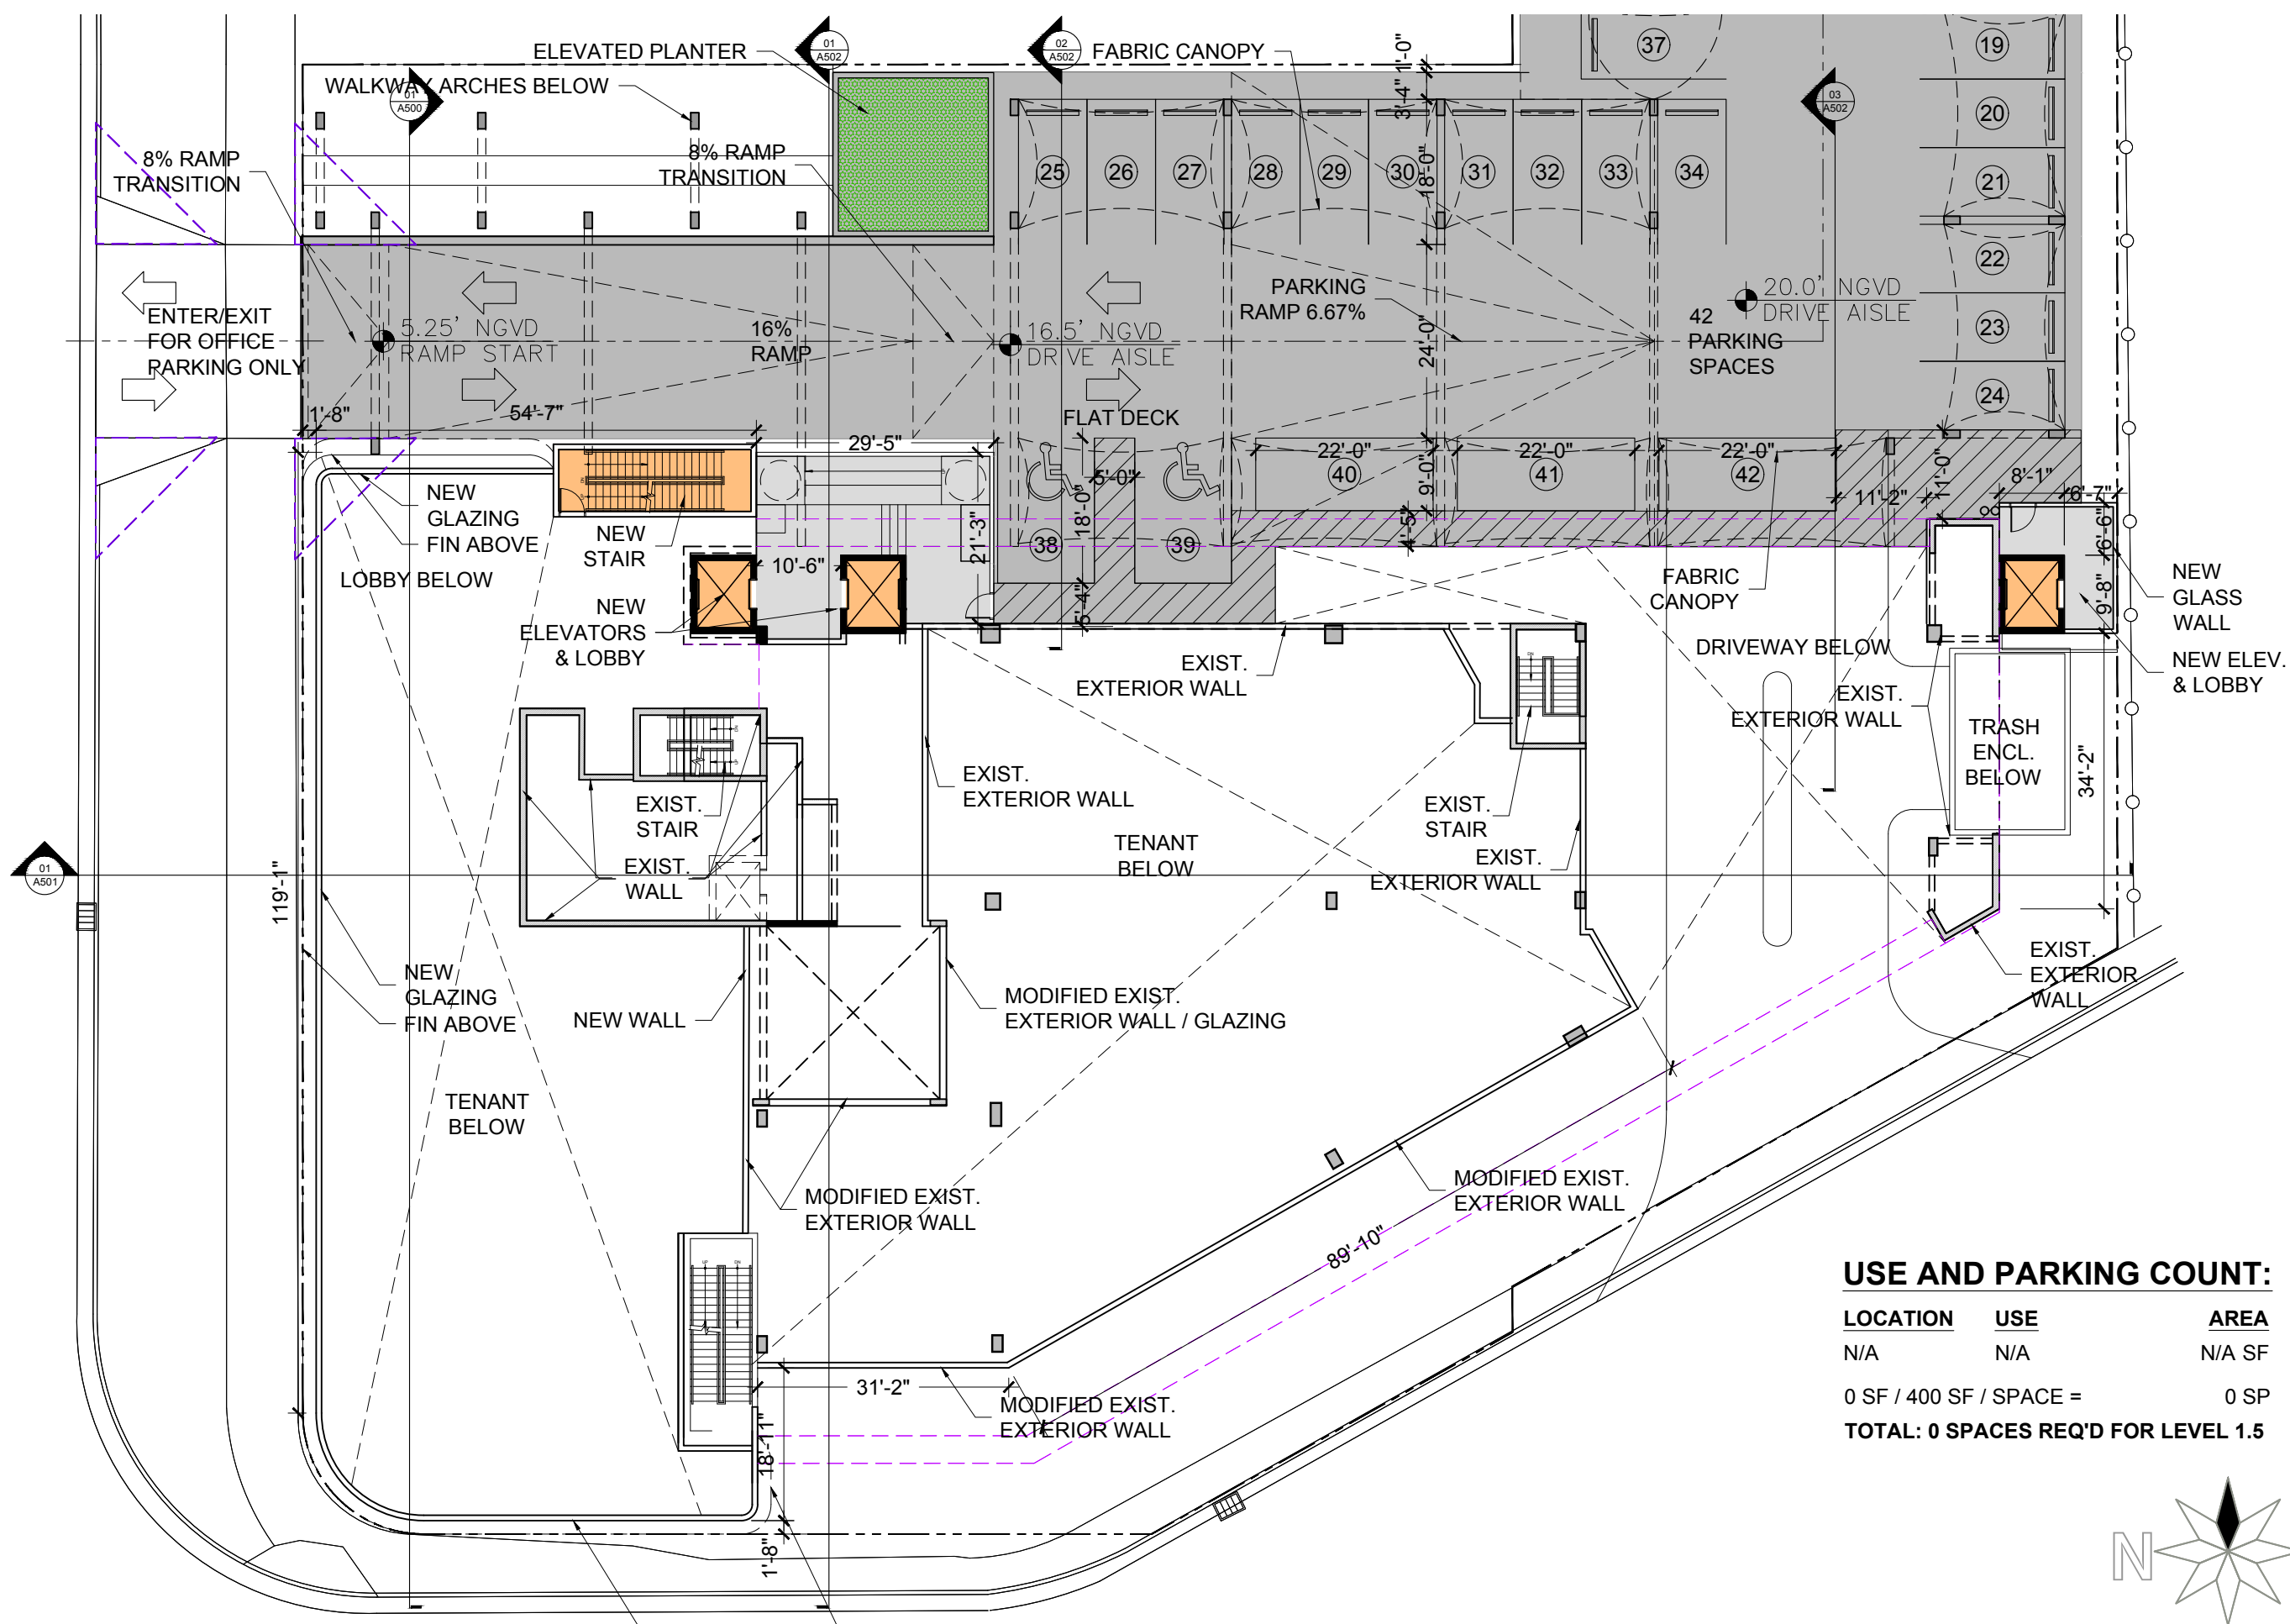 ELEVATED PLANTER
01
A502
02
A502
FABRIC CANOPY
1'-0"
3'-4"
37
19
WALKWAY ARCHES BELOW
01
A500
03
A502
20
8% RAMP
TRANSITION
8% RAMP
TRANSITION
25
26
27
28
29
30
31
32
33
34
18'-0"
21
22
ENTER/EXIT
FOR OFFICE
PARKING ONLY
5.25' NGVD
RAMP START
16%
RAMP
16.5' NGVD
DRIVE AISLE
PARKING
RAMP 6.67%
24'-0"
42
PARKING
SPACES
20.0' NGVD
DRIVE AISLE
23
24
1'-8"
54'-7"
29'-5"
FLAT DECK
22'-0"
22'-0"
22'-0"
40
41
42
9'-0"
5'-0"
18'-0"
38
39
4'-5"
11'-2"
11'-0"
8'-1"
6'-7"
6'-6"
9'-8"
NEW
GLAZING
FIN ABOVE
LOBBY BELOW
NEW
STAIR
10'-6"
21'-3"
5'-4"
NEW
ELEVATORS
& LOBBY
FABRIC
CANOPY
NEW
GLASS
WALL
NEW ELEV.
& LOBBY
DRIVEWAY BELOW
EXIST.
EXTERIOR WALL
EXIST.
EXTERIOR WALL
DN
TRASH
ENCL.
BELOW
34'-2"
EXIST.
STAIR
EXIST.
EXTERIOR WALL
EXIST.
STAIR
TENANT
BELOW
EXIST.
EXTERIOR WALL
EXIST.
WALL
01
A501
119'-1"
NEW
GLAZING
FIN ABOVE
NEW WALL
MODIFIED EXIST.
EXTERIOR WALL / GLAZING
EXIST.
EXTERIOR
WALL
TENANT
BELOW
MODIFIED EXIST.
EXTERIOR WALL
MODIFIED EXIST.
EXTERIOR WALL
89'-10"
UP
DN
31'-2"
MODIFIED EXIST.
EXTERIOR WALL
18'-11"
1'-8"
USE AND PARKING COUNT:
LOCATION USE AREA
N/A N/A N/A SF
0 SF / 400 SF / SPACE = 0 SP
TOTAL: 0 SPACES REQ'D FOR LEVEL 1.5
N